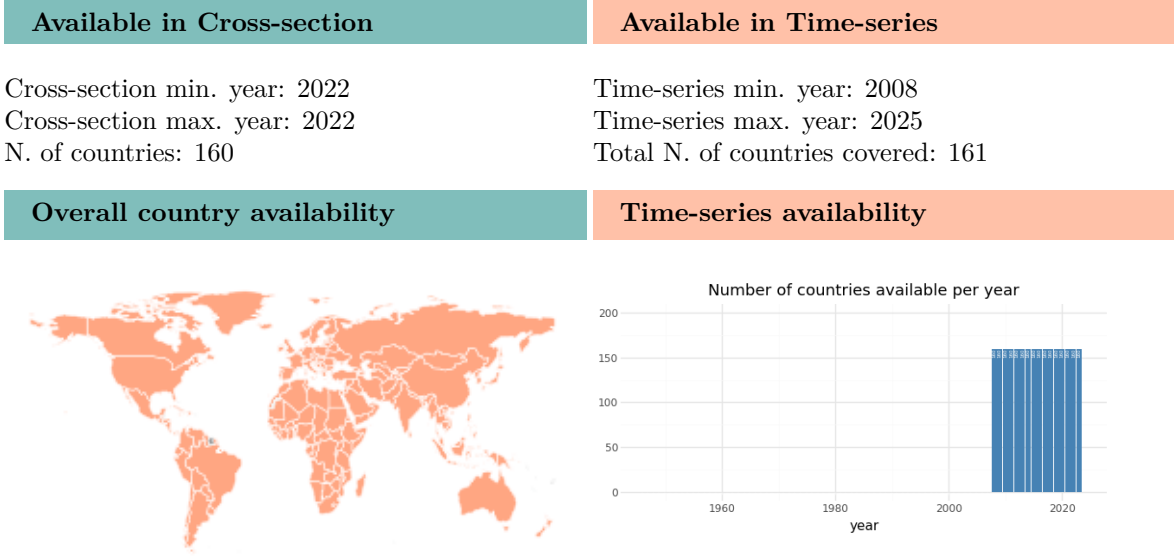 Available in Cross-section
Cross-section min. year: 2022
Cross-section max. year: 2022
N. of countries: 160
Available in Time-series
Time-series min. year: 2008
Time-series max. year: 2025
Total N. of countries covered: 161
Overall country availability
Time-series availability
Number of countries available per year
200
150
100
50
0
1960
1980
2000
2020
year